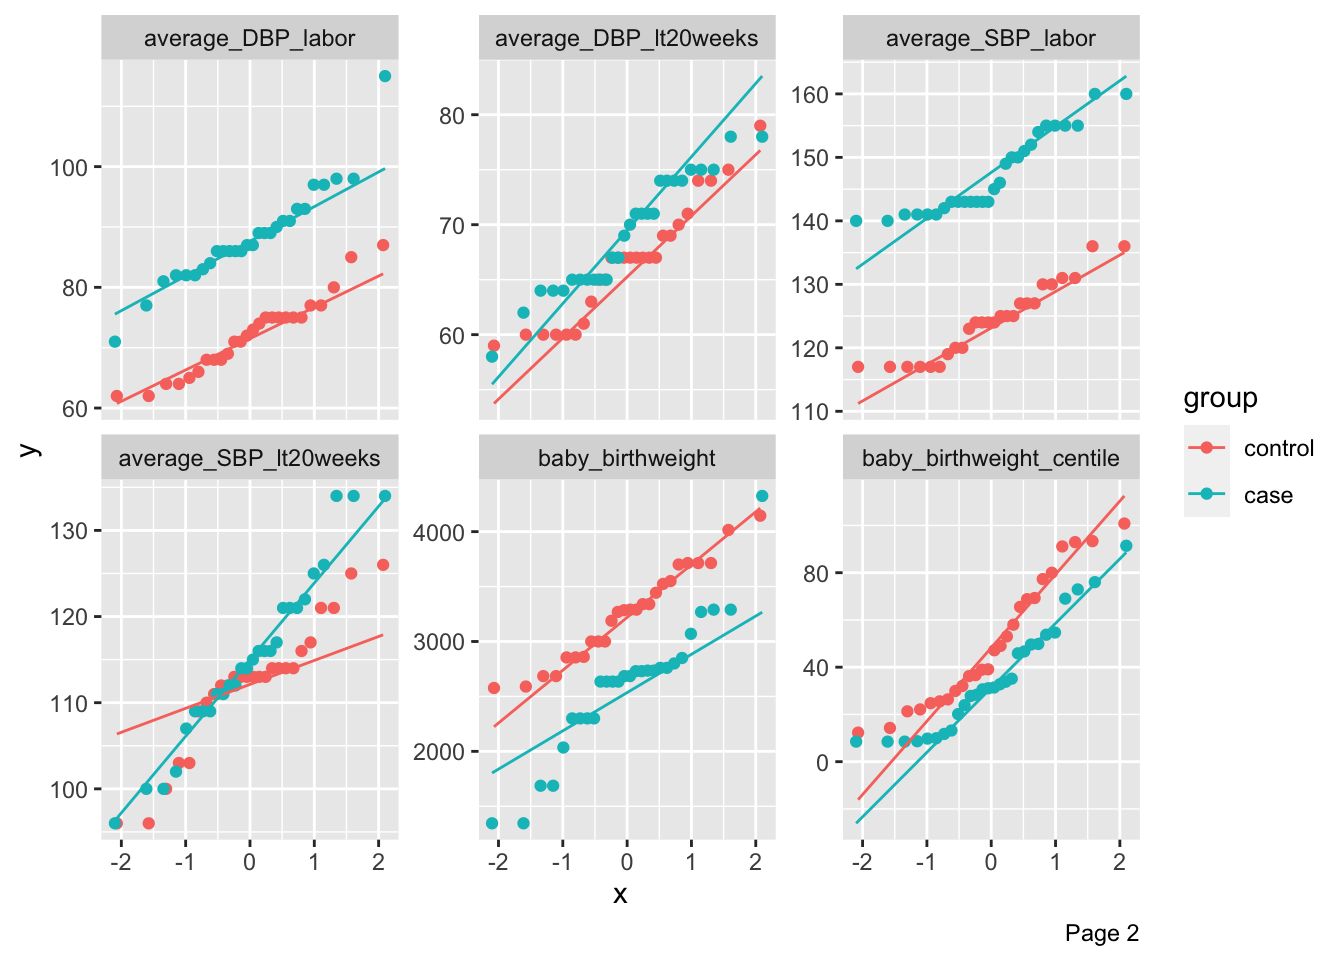 average_DBP_labor
average_DBP_lt20weeks
average_SBP_labor
100
80
60
80
70
60
160
150
140
130
120
110
average_SBP_lt20weeks
baby_birthweight
baby_birthweight_centile
130
120
110
100
4000
3000
2000
80
40
0
-2 -1 0 1 2
-2 -1 0 1 2
-2 -1 0 1 2
x
y
group
control
case
Page 2